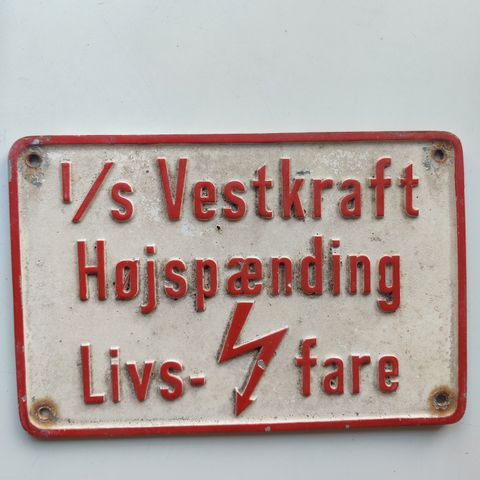 I/s Vestkraft
Højspænding
Livs- fare